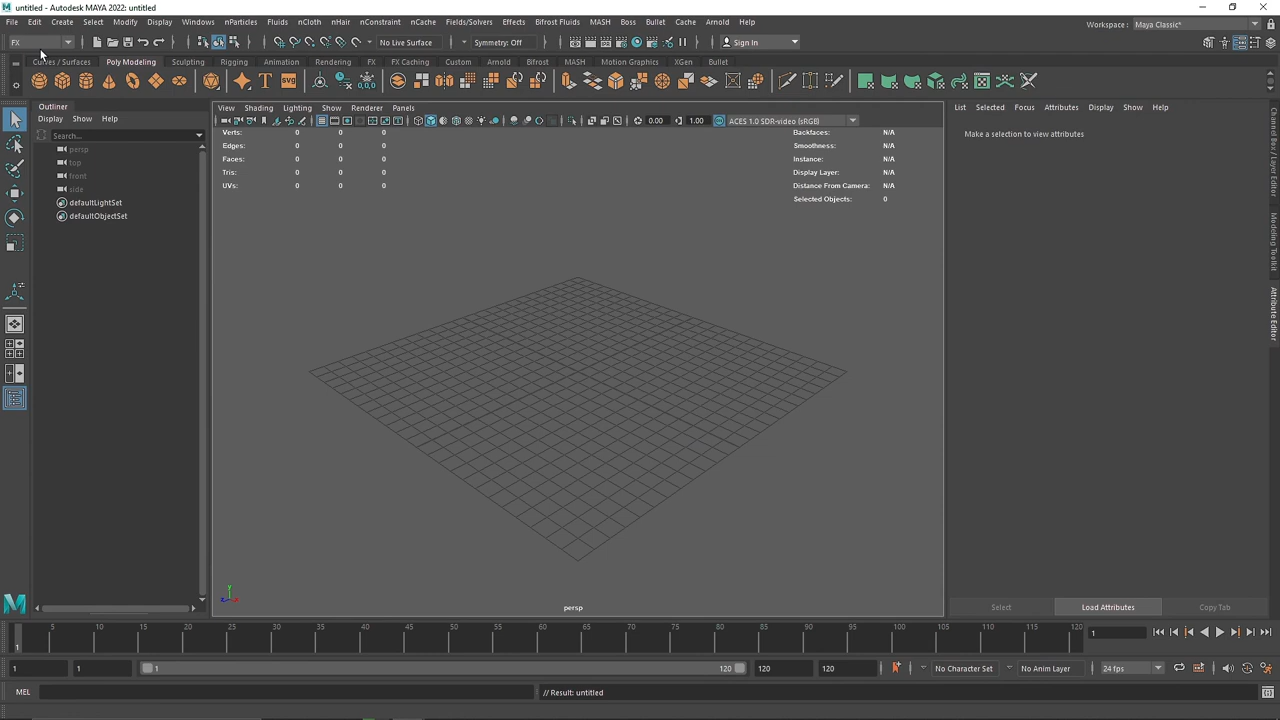 untitled - Autodesk MAYA 2022: untitled
File Edit Create Select Modify Display Windows nParticles Fluids nCloth nHair nConstraint nCache Fields/Solvers Effects Bifrost Fluids MASH Boss Bullet Cache Arnold Help
Workspace : Maya Classic*
FX No Live Surface Symmetry: Off Sign In
Curves / Surfaces Poly Modeling Sculpting Rigging Animation Rendering FX FX Caching Custom Arnold Bifrost MASH Motion Graphics XGen Bullet
Outliner
Display Show Help
Search...
persp
top
front
side
defaultLightSet
defaultObjectSet
View Shading Lighting Show Renderer Panels
0.00 1.00 ACES 1.0 SDR-video (sRGB)
Verts: 0 0 0
Edges: 0 0 0
Faces: 0 0 0
Tris: 0 0 0
UVs: 0 0 0
Backfaces: N/A
Smoothness: N/A
Instance: N/A
Display Layer: N/A
Distance From Camera: N/A
Selected Objects: 0
persp
List Selected Focus Attributes Display Show Help
Make a selection to view attributes
Channel Box / Layer Editor
Modeling Toolkit
Attribute Editor
Select Load Attributes Copy Tab
5 10 15 20 25 30 35 40 45 50 55 60 65 70 75 80 85 90 95 100 105 110 115 120
1
1
1 1 1 120 120 120 No Character Set No Anim Layer 24 fps
MEL // Result: untitled